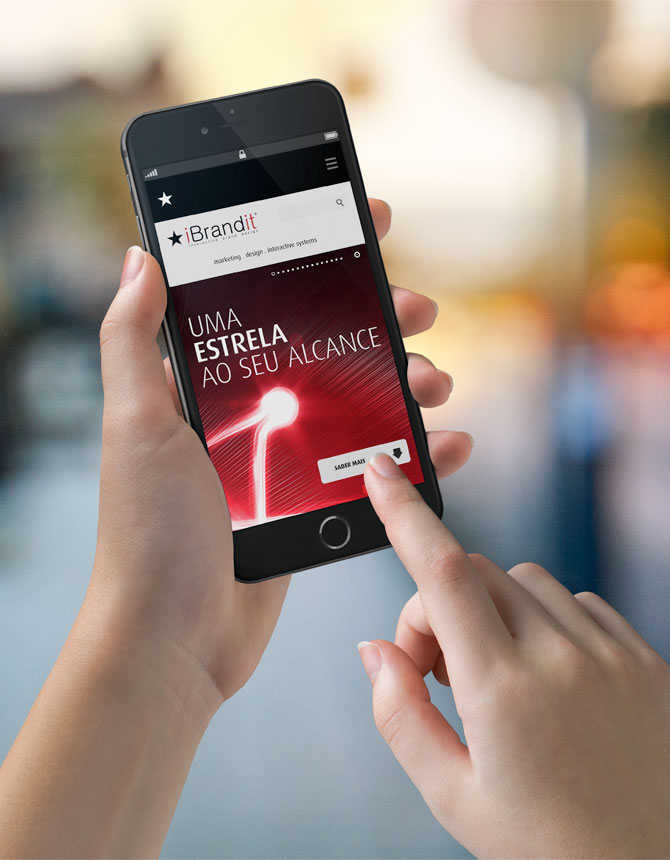 iBrandit®
interactive brand design
marketing . design . interactive systems
UMA
ESTRELA
AO SEU ALCANCE
SABER MAIS